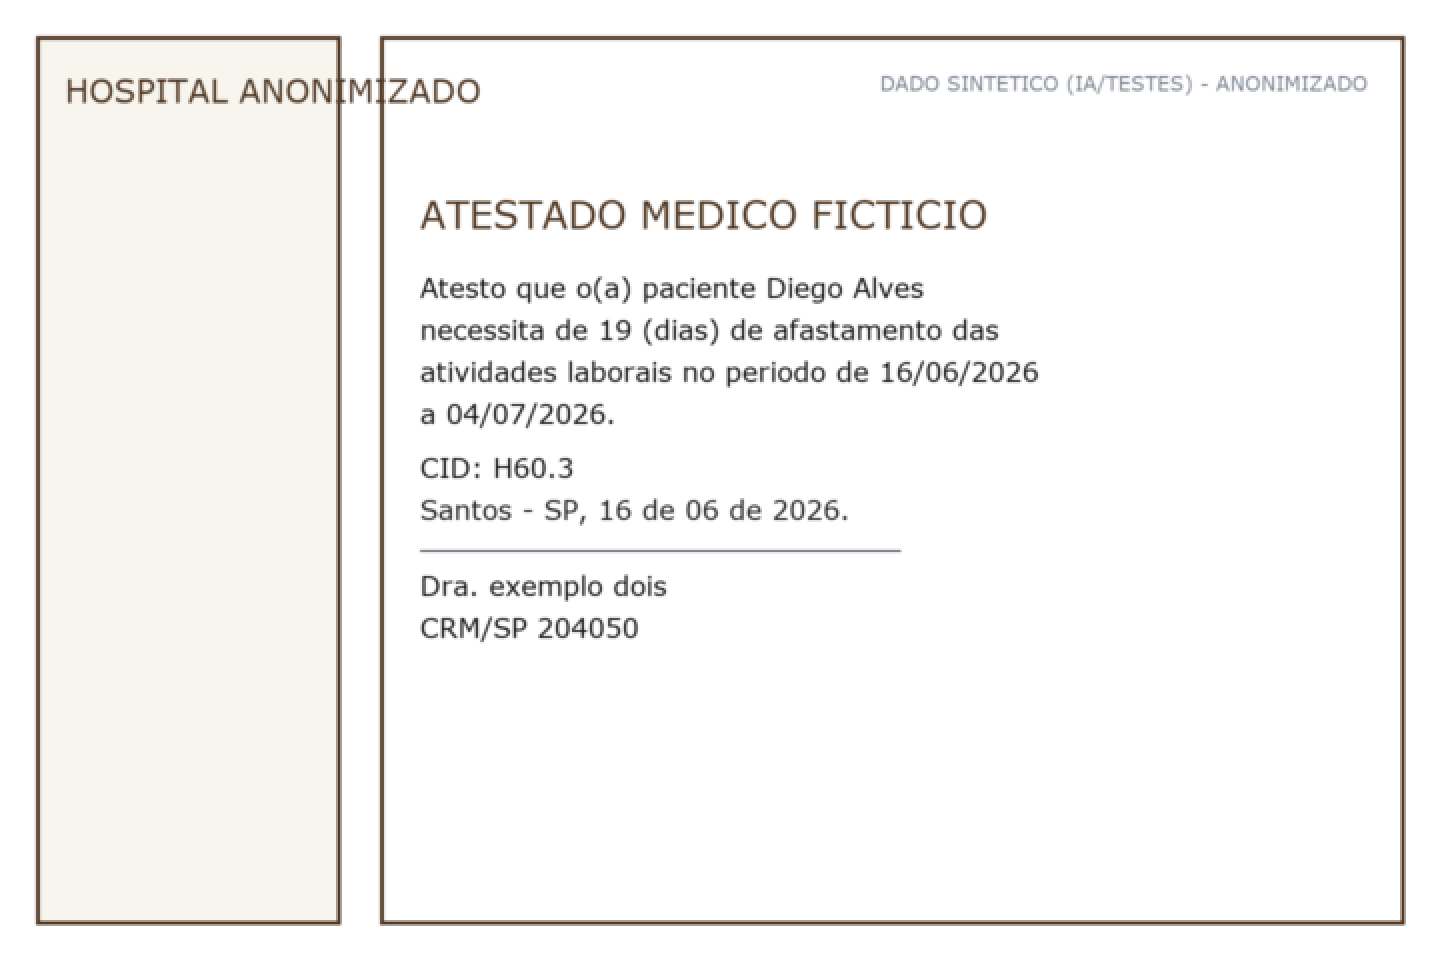 HOSPITAL ANONIMIZADO
DADO SINTETICO (IA/TESTES) - ANONIMIZADO
ATESTADO MEDICO FICTICIO
Atesto que o(a) paciente Diego Alves
necessita de 19 (dias) de afastamento das
atividades laborais no periodo de 16/06/2026
a 04/07/2026.
CID: H60.3
Santos - SP, 16 de 06 de 2026.
Dra. exemplo dois
CRM/SP 204050